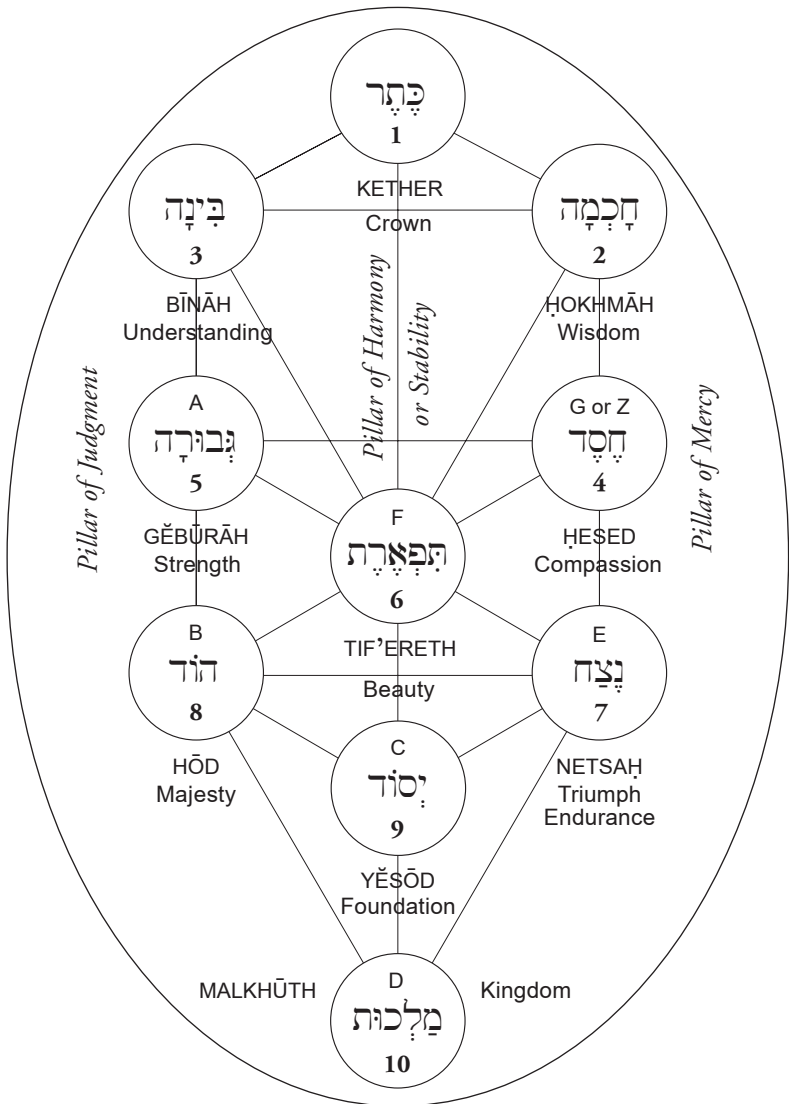 כֶּתֶר
1
KETHER
Crown
בִּינָה
3
BĪNĀH
Understanding
חָכְמָה
2
ḤOKHMĀH
Wisdom
Pillar of Judgment
Pillar of Harmony
or Stability
Pillar of Mercy
A
גְּבוּרָה
5
GĔBŪRĀH
Strength
G or Z
חֶסֶד
4
ḤESED
Compassion
F
תִּפְאֶרֶת
6
TIF’ERETH
Beauty
B
הוֹד
8
HŌD
Majesty
E
נֶצַח
7
NETSAḤ
Triumph
Endurance
C
יְסוֹד
9
YĔSŌD
Foundation
MALKHŪTH
D
מַלְכוּת
10
Kingdom